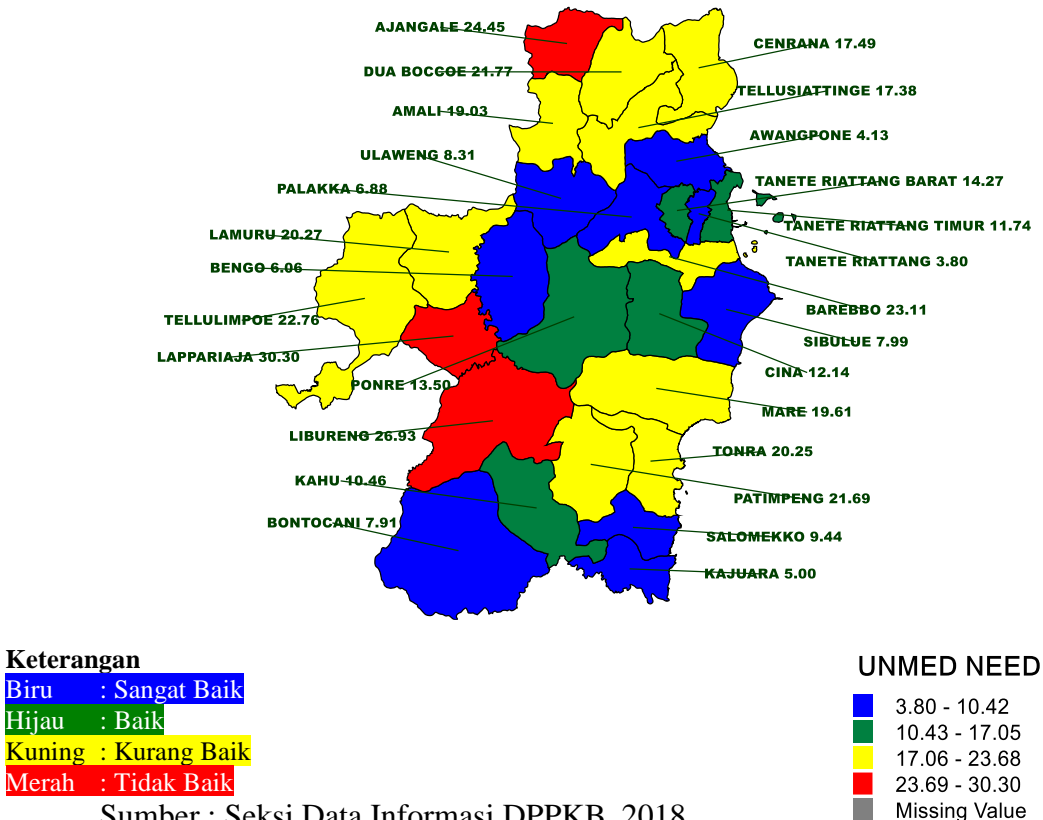 AJANGALE 24.45
CENRANA 17.49
DUA BOCCOE 21.77
TELLUSIATTINGE 17.38
AMALI 19.03
AWANGPONE 4.13
ULAWENG 8.31
TANETE RIATTANG BARAT 14.27
PALAKKA 6.88
TANETE RIATTANG TIMUR 11.74
LAMURU 20.27
TANETE RIATTANG 3.80
BENGO 6.06
BAREBBO 23.11
TELLULIMPOE 22.76
SIBULUE 7.99
LAPPARIAJA 30.30
CINA 12.14
PONRE 13.50
MARE 19.61
LIBURENG 26.93
TONRA 20.25
KAHU 10.46
PATIMPENG 21.69
BONTOCANI 7.91
SALOMEKKO 9.44
KAJUARA 5.00
Keterangan
Biru : Sangat Baik
Hijau : Baik
Kuning : Kurang Baik
Merah : Tidak Baik
Sumber : Seksi Data Informasi DPPKB, 2018
UNMED NEED
3.80 - 10.42
10.43 - 17.05
17.06 - 23.68
23.69 - 30.30
Missing Value